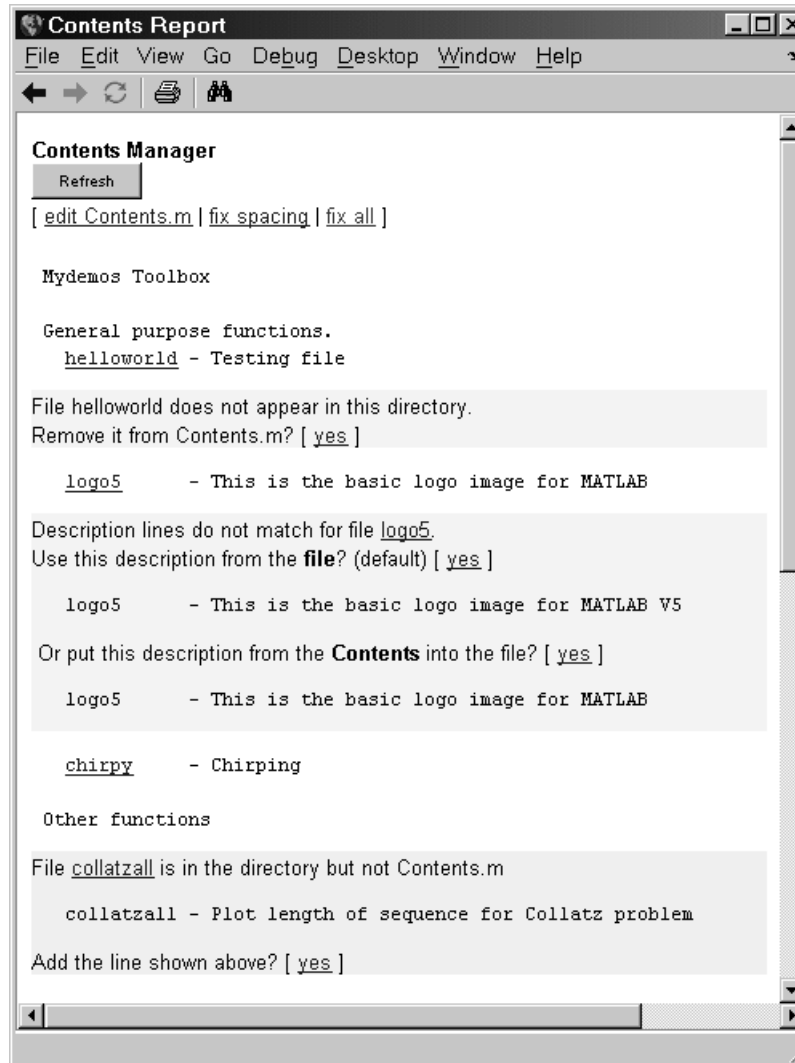 Contents Report
File Edit View Go Debug Desktop Window Help
Contents Manager
Refresh
[ edit Contents.m | fix spacing | fix all ]
Mydemos Toolbox
General purpose functions.
helloworld - Testing file
File helloworld does not appear in this directory.
Remove it from Contents.m? [ yes ]
logo5 - This is the basic logo image for MATLAB
Description lines do not match for file logo5.
Use this description from the file? (default) [ yes ]
logo5 - This is the basic logo image for MATLAB V5
Or put this description from the Contents into the file? [ yes ]
logo5 - This is the basic logo image for MATLAB
chirpy - Chirping
Other functions
File collatzall is in the directory but not Contents.m
collatzall - Plot length of sequence for Collatz problem
Add the line shown above? [ yes ]